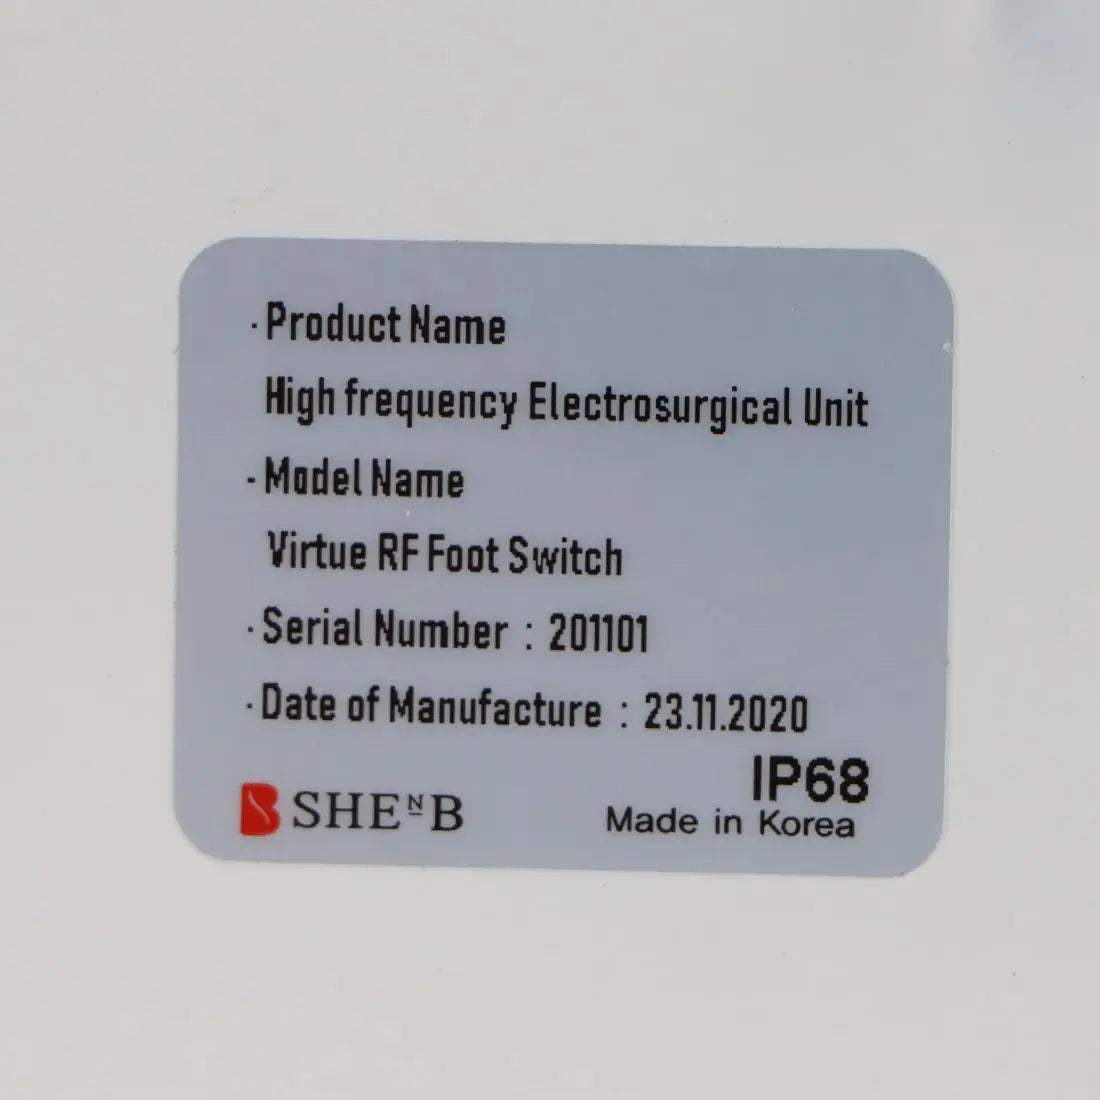 · Product Name
High frequency Electrosurgical Unit
- Model Name
Virtue RF Foot Switch
· Serial Number : 201101
· Date of Manufacture : 23.11.2020
IP68
SHENB
Made in Korea